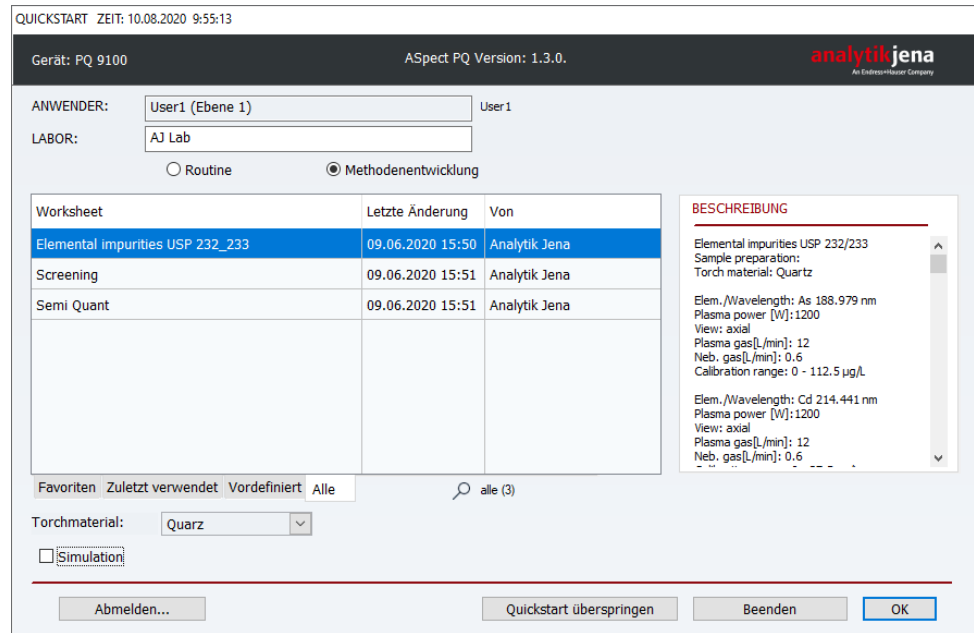 QUICKSTART ZEIT: 10.08.2020 9:55:13
Gerät: PQ 9100
ASpect PQ Version: 1.3.0.
analytikjena
An Endress+Hauser Company
ANWENDER:
User1 (Ebene 1)
User1
LABOR:
AJ Lab
Routine
Methodenentwicklung
Worksheet
Letzte Änderung
Von
Elemental impurities USP 232_233
09.06.2020 15:50
Analytik Jena
Screening
09.06.2020 15:51
Analytik Jena
Semi Quant
09.06.2020 15:51
Analytik Jena
BESCHREIBUNG
Elemental impurities USP 232/233
Sample preparation:
Torch material: Quartz
Elem./Wavelength: As 188.979 nm
Plasma power [W]:1200
View: axial
Plasma gas[L/min]: 12
Neb. gas[L/min]: 0.6
Calibration range: 0 - 112.5 µg/L
Elem./Wavelength: Cd 214.441 nm
Plasma power [W]:1200
View: axial
Plasma gas[L/min]: 12
Neb. gas[L/min]: 0.6
Favoriten
Zuletzt verwendet
Vordefiniert
Alle
alle (3)
Torchmaterial:
Quarz
Simulation
Abmelden...
Quickstart überspringen
Beenden
OK